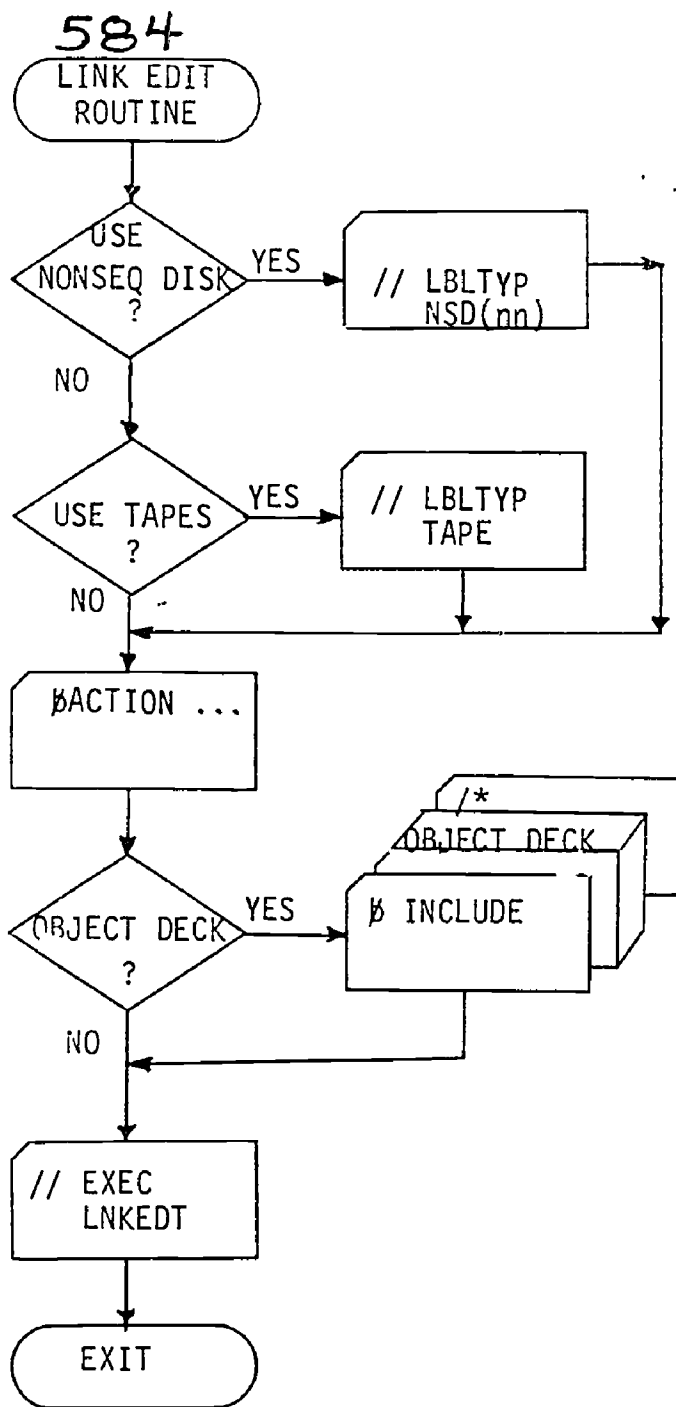 584
LINK EDIT
ROUTINE
USE
NONSEQ DISK
?
YES
// LBLTYP
NSD(nn)
NO
USE TAPES
?
YES
// LBLTYP
TAPE
NO
ƀACTION ...
/*
OBJECT DECK
OBJECT DECK
?
YES
ƀ INCLUDE
NO
// EXEC
LNKEDT
EXIT